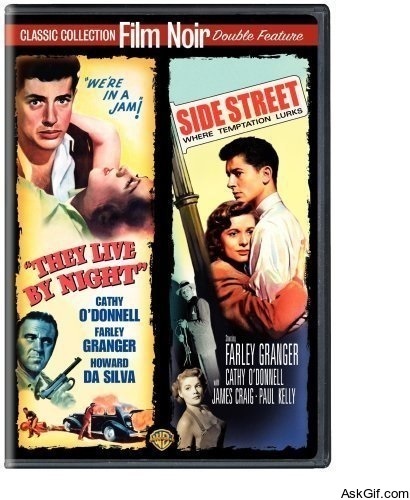 CLASSIC COLLECTION Film Noir Double Feature
"WE'RE
IN A
JAM!
"THEY LIVE
BY NIGHT"
CATHY
O'DONNELL
FARLEY
GRANGER
HOWARD
DA SILVA
SIDE STREET
WHERE TEMPTATION LURKS
Starring
FARLEY GRANGER
CATHY O'DONNELL
JAMES CRAIG - PAUL KELLY
AskGif.com